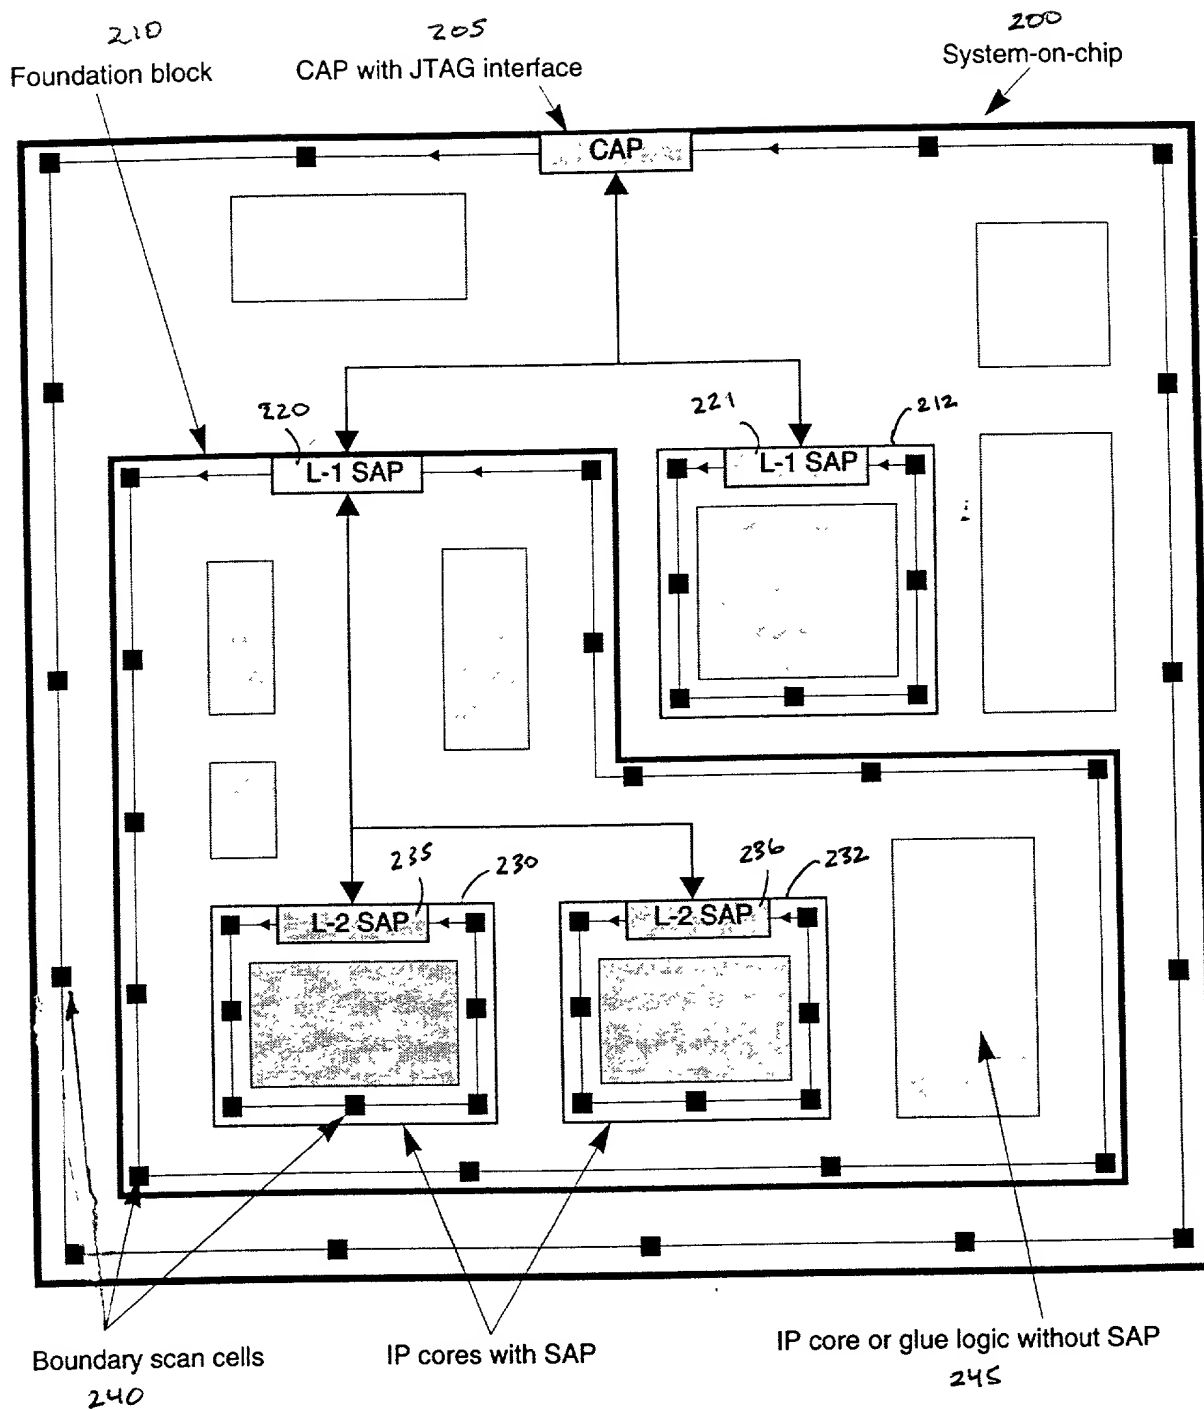 210
205
200
Foundation block
CAP with JTAG interface
System-on-chip
CAP
220
221
212
L-1 SAP
L-1 SAP
235
230
236
232
L-2 SAP
L-2 SAP
Boundary scan cells
IP cores with SAP
IP core or glue logic without SAP
240
245